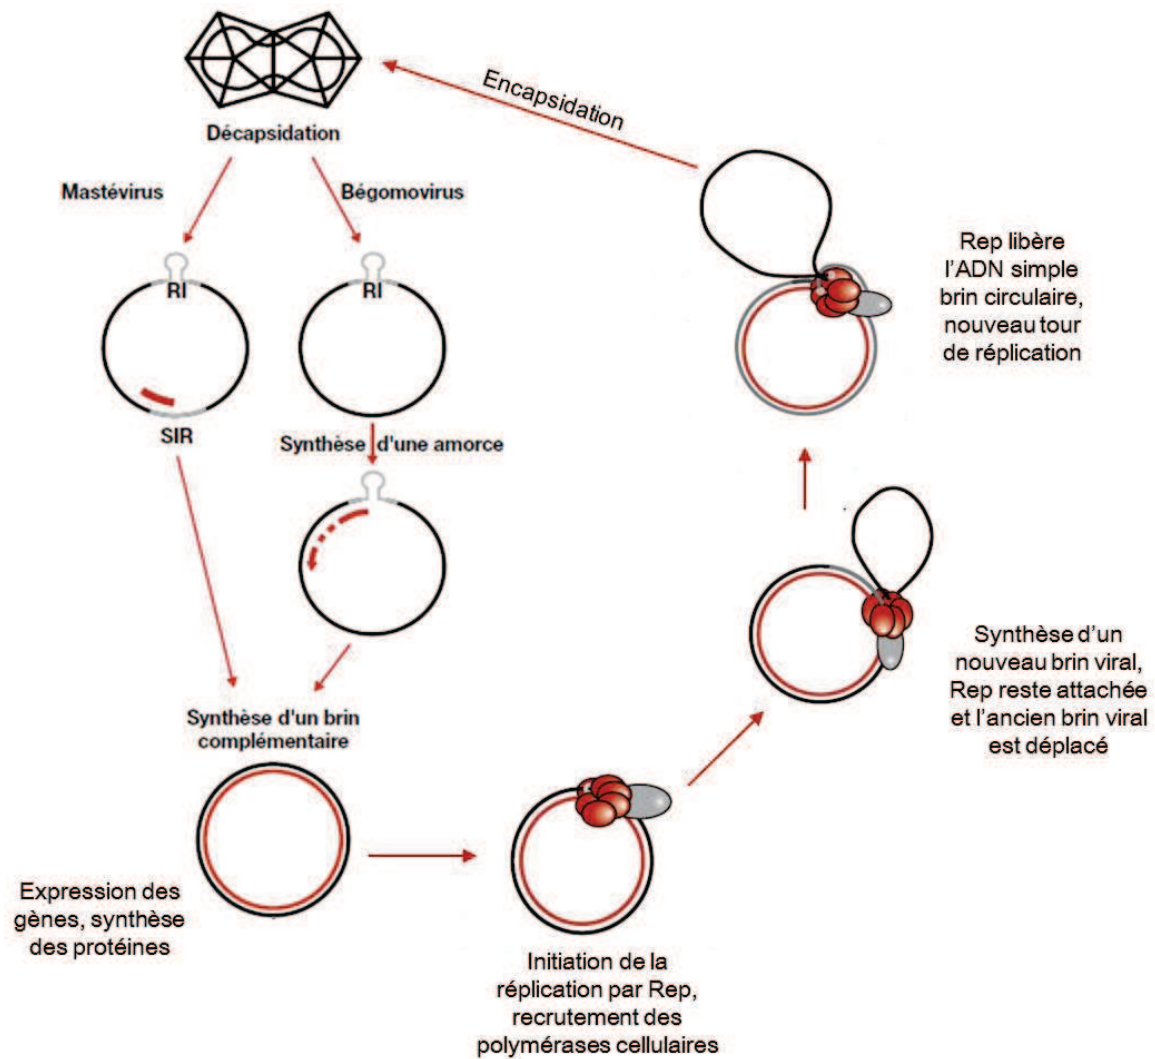 Encapsidation
Décapsidation
Mastévirus
Bégomovirus
RI
RI
SIR
Synthèse d'une amorce
Synthèse d'un brin
complémentaire
Expression des
gènes, synthèse
des protéines
Initiation de la
réplication par Rep,
recrutement des
polymérases cellulaires
Synthèse d'un
nouveau brin viral,
Rep reste attachée
et l'ancien brin viral
est déplacé
Rep libère
l'ADN simple
brin circulaire,
nouveau tour
de réplication